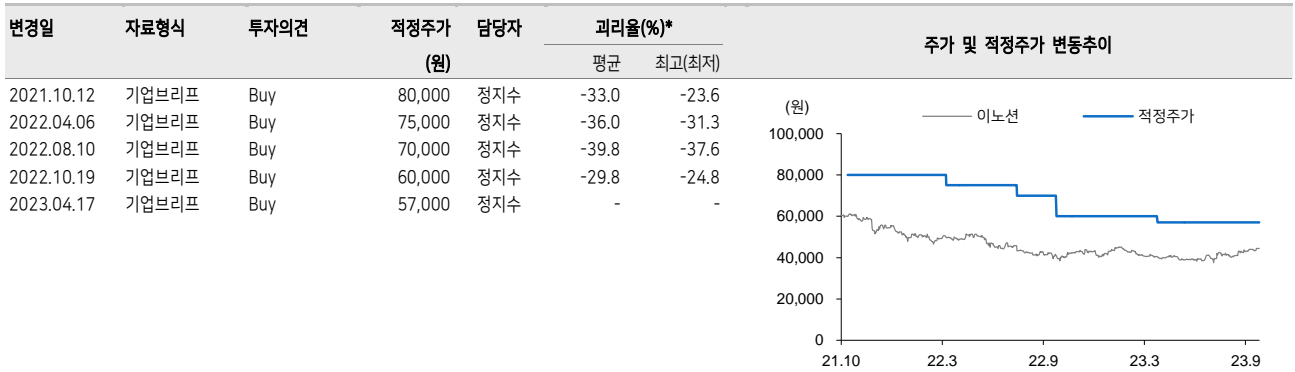 변경일 자료형식 투자의견 적정주가 담당자 괴리율(%)*
(원) 평균 최고(최저)
2021.10.12 기업브리프 Buy 80,000 정지수 -33.0 -23.6
2022.04.06 기업브리프 Buy 75,000 정지수 -36.0 -31.3
2022.08.10 기업브리프 Buy 70,000 정지수 -39.8 -37.6
2022.10.19 기업브리프 Buy 60,000 정지수 -29.8 -24.8
2023.04.17 기업브리프 Buy 57,000 정지수 - -
주가 및 적정주가 변동추이
(원)
이노션 적정주가
100,000
80,000
60,000
40,000
20,000
0
21.10 22.3 22.9 23.3 23.9